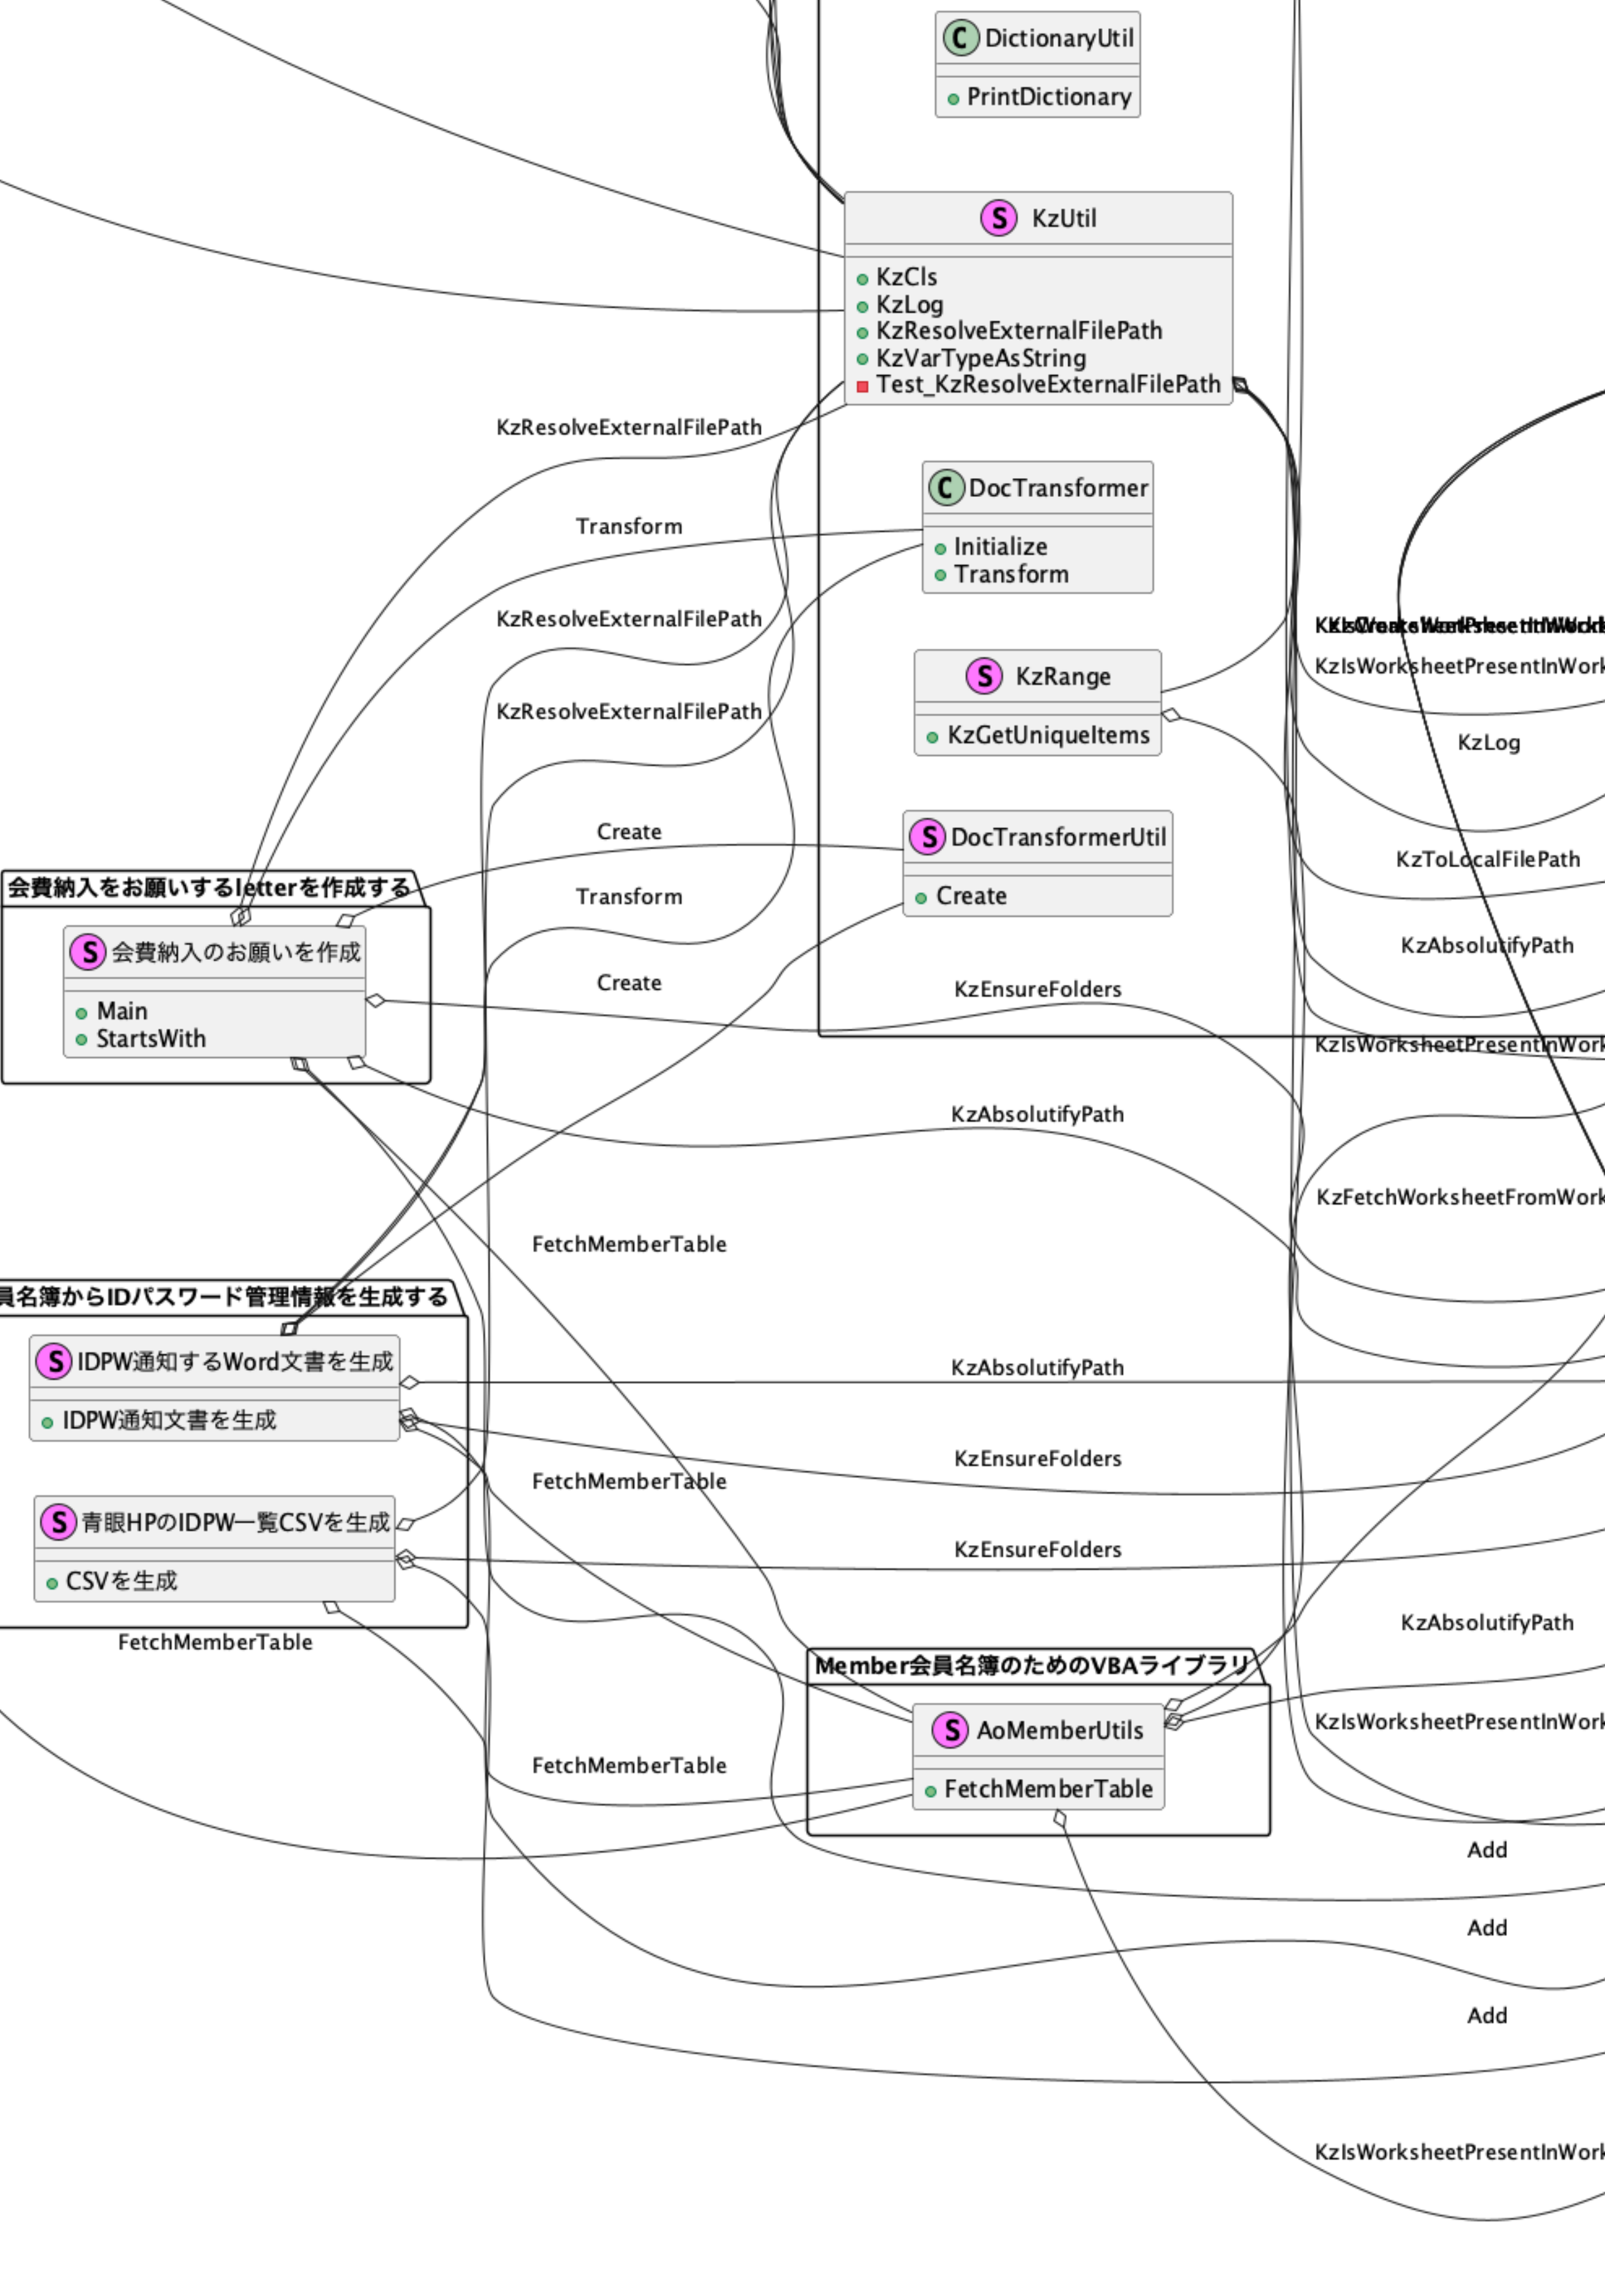 C DictionaryUtil
PrintDictionary
S KzUtil
KzCls
KzLog
KzResolveExternalFilePath
KzVarTypeAsString
Test_KzResolveExternalFilePath
KzResolveExternalFilePath
C DocTransformer
Initialize
Transform
Transform
KzResolveExternalFilePath
KzIsWorksheetPresentInWork
S KzRange
KzGetUniqueItems
KzResolveExternalFilePath
KzLog
Create
S DocTransformerUtil
Create
KzToLocalFilePath
会費納入をお願いするletterを作成する
Transform
S 会費納入のお願いを作成
Main
StartsWith
KzAbsolutifyPath
Create
KzEnsureFolders
KzIsWorksheetPresentInWork
KzAbsolutifyPath
KzFetchWorksheetFromWork
FetchMemberTable
員名簿からIDパスワード管理情報を生成する
S IDPW通知するWord文書を生成
IDPW通知文書を生成
KzAbsolutifyPath
KzEnsureFolders
FetchMemberTable
S 青眼HPのIDPW一覧CSVを生成
CSVを生成
KzEnsureFolders
FetchMemberTable
KzAbsolutifyPath
Member会員名簿のためのVBAライブラリ
S AoMemberUtils
FetchMemberTable
KzIsWorksheetPresentInWork
FetchMemberTable
Add
Add
Add
KzIsWorksheetPresentInWork